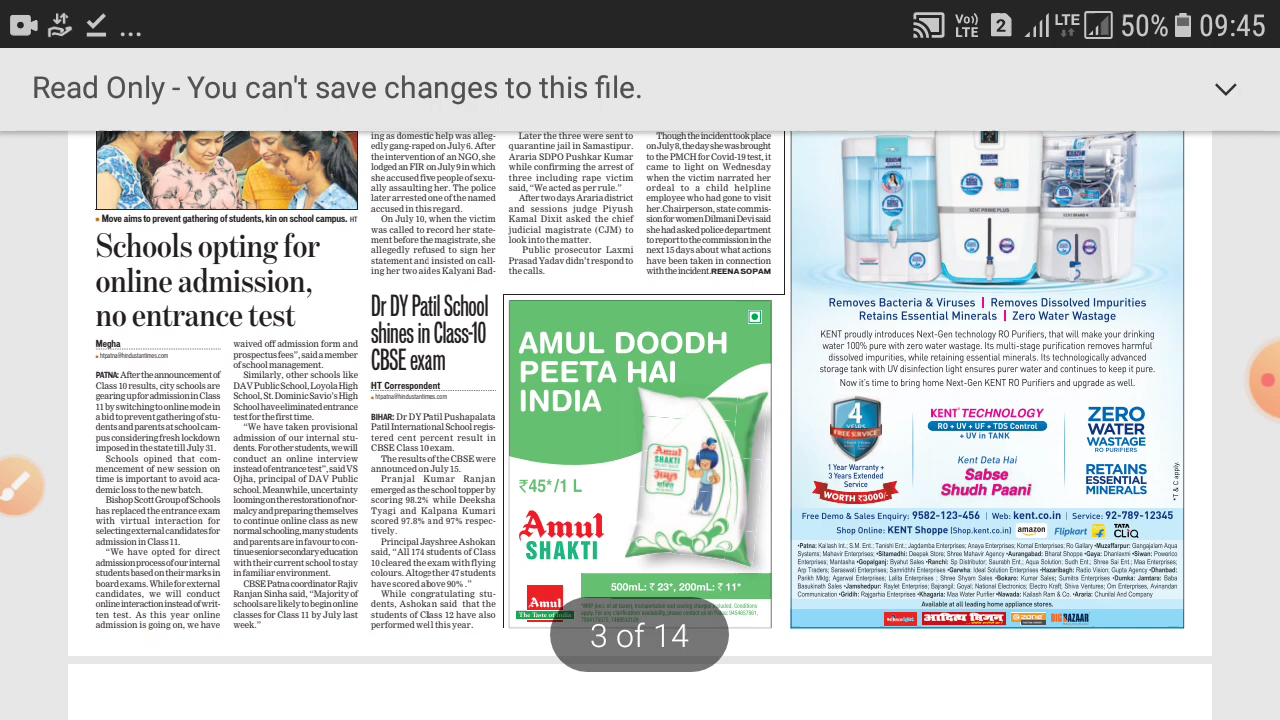 Vo)) LTE 2 LTE 50% 09:45
Read Only - You can't save changes to this file.
Move aims to prevent gathering of students, kin on school campus. HT
Schools opting for
online admission,
no entrance test
Megha
htpatna@hindustantimes.com
PATNA: After the announcement of
Class 10 results, city schools are
gearing up for admission in Class
11 by switching to online mode in
a bid to prevent gathering of stu-
dents and parents at school cam-
pus considering fresh lockdown
imposed in the state till July 31.
Schools opined that com-
mencement of new session on
time is important to avoid aca-
demic loss to the new batch.
Bishop Scott Group of Schools
has replaced the entrance exam
with virtual interaction for
selecting external candidates for
admission in Class 11.
"We have opted for direct
admission process of our internal
students based on their marks in
board exams. While for external
candidates, we will conduct
online interaction instead of writ-
ten test. As this year online
admission is going on, we have
waived off admission form and
prospectus fees", said a member
of school management.
Similarly, other schools like
DAV Public School, Loyola High
School, St. Dominic Savio's High
School have eliminated entrance
test for the first time.
"We have taken provisional
admission of our internal stu-
dents. For other students, we will
conduct an online interview
instead of entrance test", said VS
Ojha, principal of DAV Public
school. Meanwhile, uncertainty
looming on the restoration of nor-
malcy and preparing themselves
to continue online class as new
normal schooling, many students
and parents are in favour to con-
tinue senior secondary education
with their current school to stay
in familiar environment.
CBSE Patna coordinator Rajiv
Ranjan Sinha said, "Majority of
schools are likely to begin online
classes for Class 11 by July last
week."
ing as domestic help was alleg-
edly gang-raped on July 6. After
the intervention of an NGO, she
lodged an FIR on July 9 in which
she accused five people of sexu-
ally assaulting her. The police
later arrested one of the named
accused in this regard.
On July 10, when the victim
was called to record her state-
ment before the magistrate, she
allegedly refused to sign her
statement and insisted on call-
ing her two aides Kalyani Bad-
Later the three were sent to
quarantine jail in Samastipur.
Araria SDPO Pushkar Kumar
while confirming the arrest of
three including rape victim
said, "We acted as per rule."
After two days Araria district
and sessions judge Piyush
Kamal Dixit asked the chief
judicial magistrate (CJM) to
look into the matter.
Public prosecutor Laxmi
Prasad Yadav didn't respond to
the calls.
Though the incident took place
on July 8, the day she was brought
to the PMCH for Covid-19 test, it
came to light on Wednesday
when the victim narrated her
ordeal to a child helpline
employee who had gone to visit
her. Chairperson, state commis-
sion for women Dilmani Devi said
she had asked police department
to report to the commission in the
next 15 days about what actions
have been taken in connection
with the incident. REENA SOPAM
Dr DY Patil School
shines in Class-10
CBSE exam
HT Correspondent
htpatna@hindustantimes.com
BIHAR: Dr DY Patil Pushapalata
Patil International School regis-
tered cent percent result in
CBSE Class 10 exam.
The results of the CBSE were
announced on July 15.
Pranjal Kumar Ranjan
emerged as the school topper by
scoring 98.2% while Deeksha
Tyagi and Kalpana Kumari
scored 97.8% and 97% respec-
tively.
Principal Jayshree Ashokan
said, "All 174 students of Class
10 cleared the exam with flying
colours. Altogether 47 students
have scored above 90% ."
While congratulating stu-
dents, Ashokan said that the
students of Class 12 have also
performed well this year.
AMUL DOODH
PEETA HAI
INDIA
Amul
SHAKTI
अमूल
₹45*/1 L
Amul
SHAKTI
500mL: ₹ 23*, 200mL: ₹ 11*
Amul
The Taste of India
3 of 14
KENT PRIME PLUS
Removes Bacteria & Viruses | Removes Dissolved Impurities
Retains Essential Minerals | Zero Water Wastage
KENT proudly introduces Next-Gen technology RO Purifiers, that will make your drinking
water 100% pure with zero water wastage. Its multi-stage purification removes harmful
dissolved impurities, while retaining essential minerals. Its technologically advanced
storage tank with UV disinfection light ensures purer water and continues to keep it pure.
Now it's time to bring home Next-Gen KENT RO Purifiers and upgrade as well.
4
YEARS
FREE SERVICE
1 Year Warranty +
3 Years Extended
Service
WORTH ₹3000/-
KENT TECHNOLOGY
RO + UV + UF + TDS Control
+ UV in TANK
Kent Deta Hai
Sabse
Shudh Paani
ZERO
WATER
WASTAGE
RO PURIFIERS
RETAINS
ESSENTIAL
MINERALS
*T & C apply.
Free Demo & Sales Enquiry: 9582-123-456 | Web: kent.co.in | Service: 92-789-12345
Shop Online: KENT Shoppe (Shop.kent.co.in) amazon Flipkart TATA CLiQ
Available at all leading home appliance stores.
BIG BAZAAR